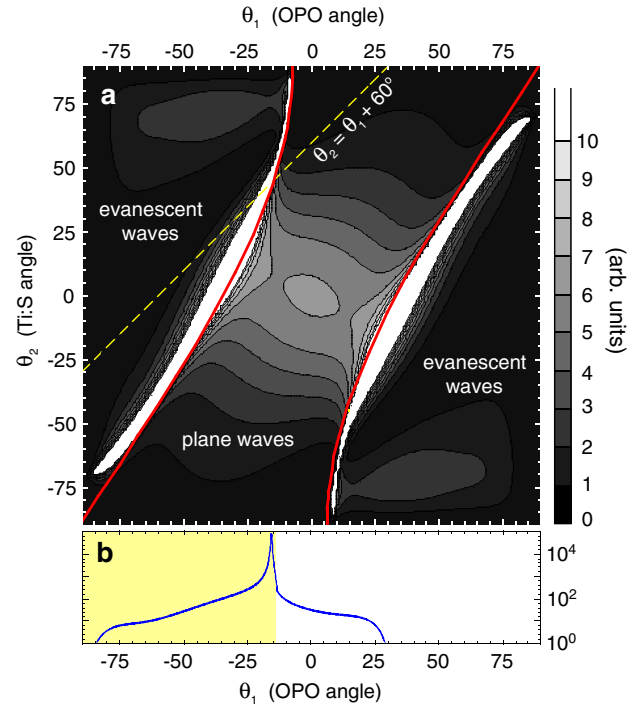 θ1 (OPO angle)
-75 -50 -25 0 25 50 75
a
θ2 = θ1 + 60°
evanescent
waves
evanescent
waves
plane waves
θ2 (Ti:S angle)
75
50
25
0
-25
-50
-75
10
9
8
7
6
5
4
3
2
1
0
(arb. units)
b
10^4
10^2
10^0
-75 -50 -25 0 25 50 75
θ1 (OPO angle)